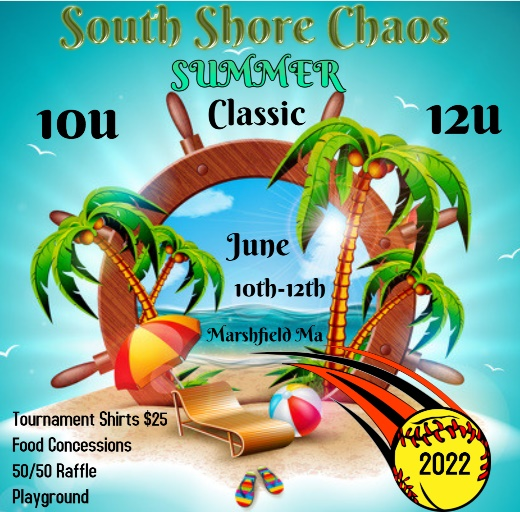 South Shore Chaos
SUMMER
Classic
10U
12U
June
10th-12th
Marshfield Ma
Tournament Shirts $25
Food Concessions
50/50 Raffle
Playground
2022